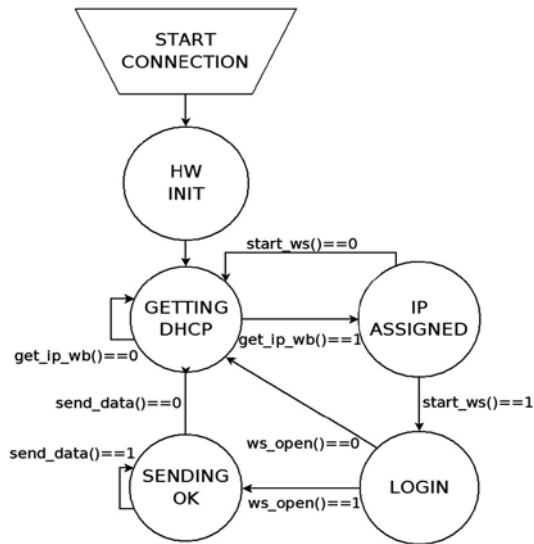 START
CONNECTION
HW
INIT
start_ws()==0
GETTING
DHCP
IP
ASSIGNED
get_ip_wb()==0
get_ip_wb()==1
send_data()==0
start_ws()==1
ws_open()==0
send_data()==1
SENDING
OK
LOGIN
ws_open()==1